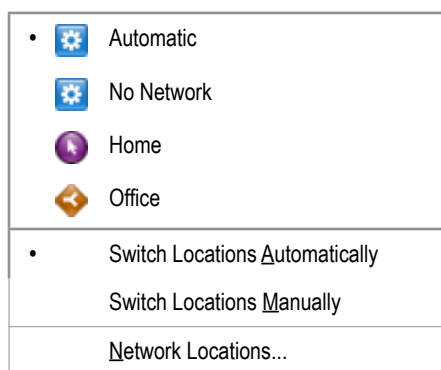 • Automatic
No Network
Home
Office
• Switch Locations Automatically
Switch Locations Manually
Network Locations...